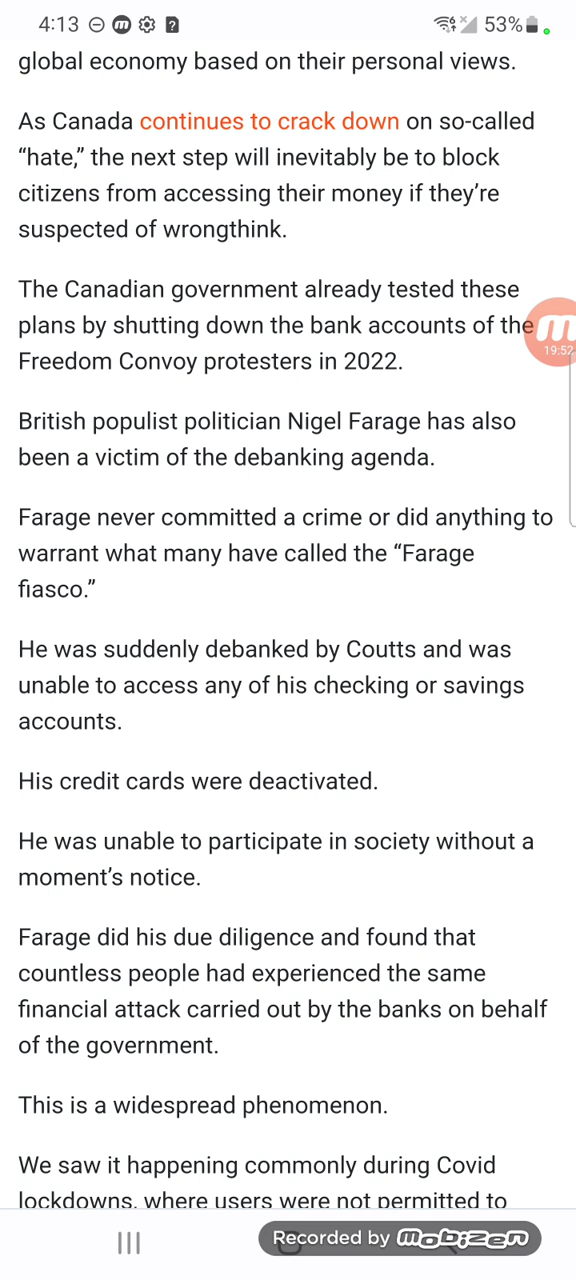 4:13
53%
global economy based on their personal views.
As Canada continues to crack down on so-called
“hate,” the next step will inevitably be to block
citizens from accessing their money if they’re
suspected of wrongthink.
The Canadian government already tested these
plans by shutting down the bank accounts of the
Freedom Convoy protesters in 2022.
19:52
British populist politician Nigel Farage has also
been a victim of the debanking agenda.
Farage never committed a crime or did anything to
warrant what many have called the “Farage
fiasco.”
He was suddenly debanked by Coutts and was
unable to access any of his checking or savings
accounts.
His credit cards were deactivated.
He was unable to participate in society without a
moment’s notice.
Farage did his due diligence and found that
countless people had experienced the same
financial attack carried out by the banks on behalf
of the government.
This is a widespread phenomenon.
We saw it happening commonly during Covid
lockdowns, where users were not permitted to
Recorded by mobizen